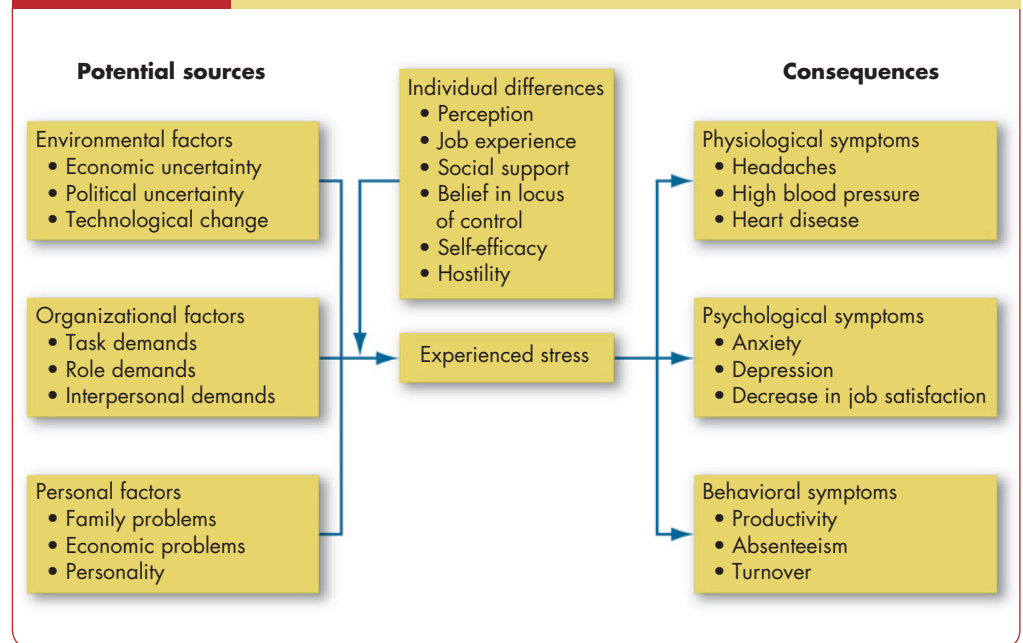 Potential sources
Environmental factors
• Economic uncertainty
• Political uncertainty
• Technological change
Organizational factors
• Task demands
• Role demands
• Interpersonal demands
Personal factors
• Family problems
• Economic problems
• Personality
Individual differences
• Perception
• Job experience
• Social support
• Belief in locus
of control
• Self-efficacy
• Hostility
Experienced stress
Consequences
Physiological symptoms
• Headaches
• High blood pressure
• Heart disease
Psychological symptoms
• Anxiety
• Depression
• Decrease in job satisfaction
Behavioral symptoms
• Productivity
• Absenteeism
• Turnover